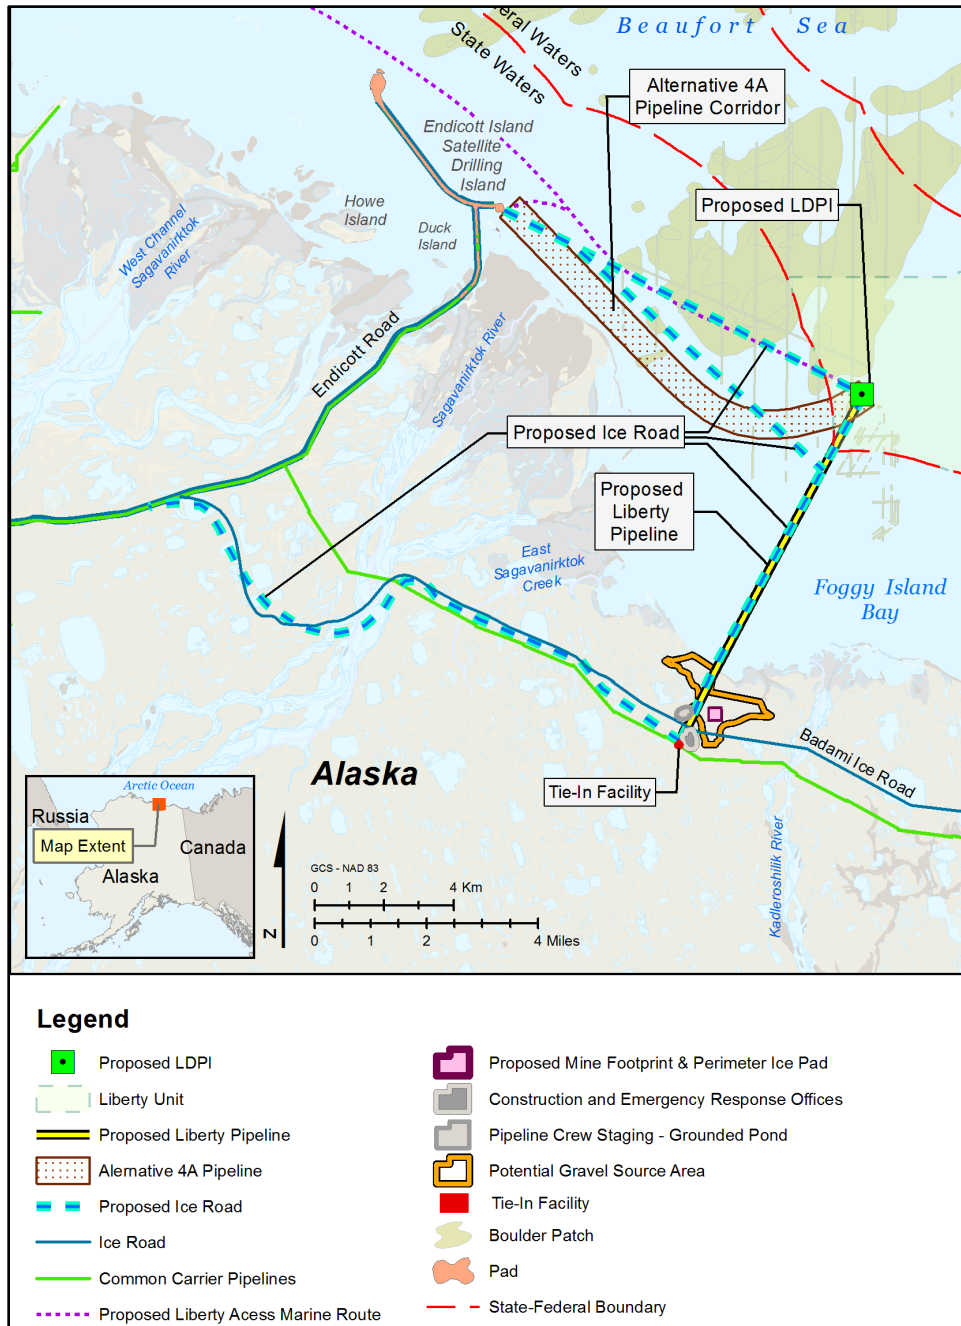 Beaufort Sea
eral Waters
State Waters
Alternative 4A
Pipeline Corridor
Endicott Island
Satellite
Drilling
Island
Proposed LDPI
Howe
Island
Duck
Island
West Channel
Sagavanirktok
River
Endicott Road
Sagavanirktok River
Proposed Ice Road
Proposed
Liberty
Pipeline
East
Sagavanirktok
Creek
Foggy Island
Bay
Badami Ice Road
Tie-In Facility
Alaska
Kadleroshilik River
Arctic Ocean
Russia
Map Extent
Canada
Alaska
N
GCS - NAD 83
0 1 2 4 Km
0 1 2 4 Miles
Legend
Proposed LDPI
Liberty Unit
Proposed Liberty Pipeline
Alernative 4A Pipeline
Proposed Ice Road
Ice Road
Common Carrier Pipelines
Proposed Liberty Acess Marine Route
Proposed Mine Footprint & Perimeter Ice Pad
Construction and Emergency Response Offices
Pipeline Crew Staging - Grounded Pond
Potential Gravel Source Area
Tie-In Facility
Boulder Patch
Pad
State-Federal Boundary